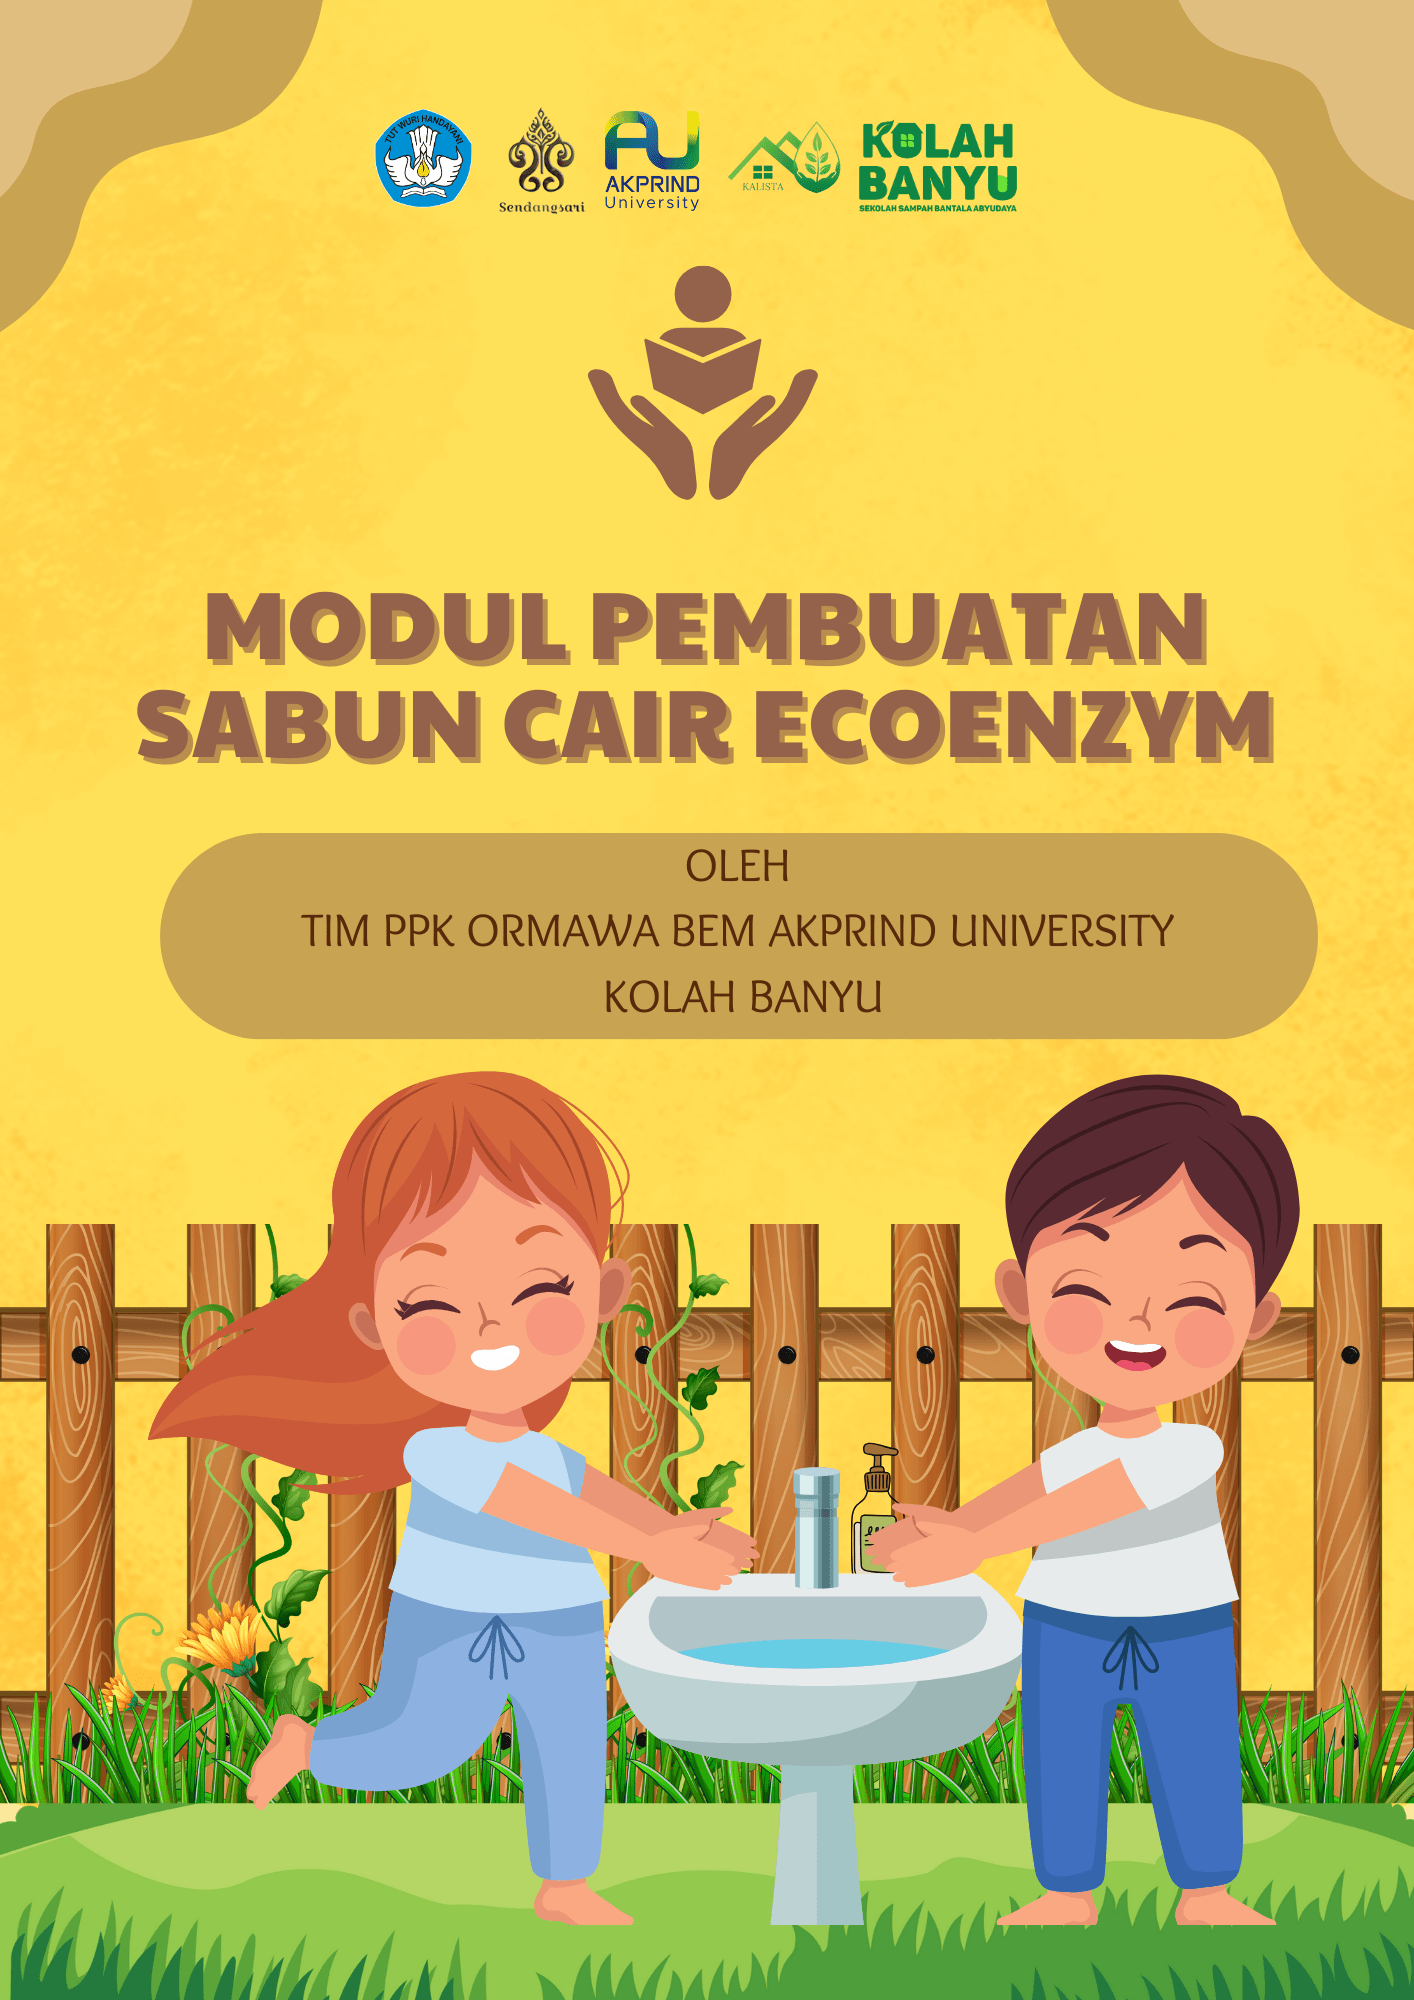 TUT WURI HANDAYANI
Sendangsari
AKPRIND
University
KALISTA
KOLAH
BANYU
SEKOLAH SAMPAH BANTALA ABYUDAYA
MODUL PEMBUATAN
SABUN CAIR ECOENZYM
OLEH
TIM PPK ORMAWA BEM AKPRIND UNIVERSITY
KOLAH BANYU